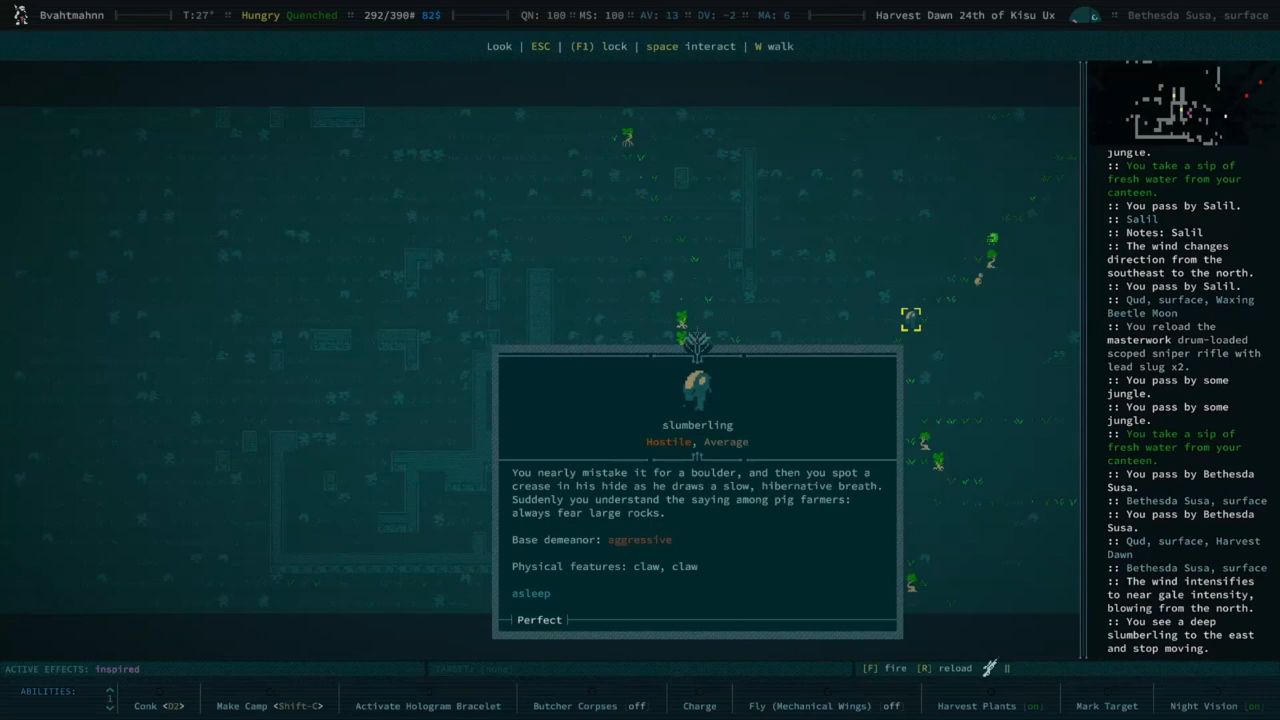 Bvahtmahnn T:27° :: Hungry Quenched :: 292/390# 82$ QN: 100 :: MS: 100 :: AV: 13 :: DV: -2 :: MA: 6 Harvest Dawn 24th of Kisu Ux :: Bethesda Susa, surface
Look | ESC | (F1) lock | space interact | W walk
slumberling
Hostile, Average
You nearly mistake it for a boulder, and then you spot a
crease in his hide as he draws a slow, hibernative breath.
Suddenly you understand the saying among pig farmers:
always fear large rocks.
Base demeanor: aggressive
Physical features: claw, claw
asleep
Perfect
jungle.
:: You take a sip of
fresh water from your
canteen.
:: You pass by Salil.
:: Salil
:: Notes: Salil
:: The wind changes
direction from the
southeast to the north.
:: You pass by Salil.
:: Qud, surface, Waxing
Beetle Moon
:: You reload the
masterwork drum-loaded
scoped sniper rifle with
lead slug x2.
:: You pass by some
jungle.
:: You pass by some
jungle.
:: You take a sip of
fresh water from your
canteen.
:: You pass by Bethesda
Susa.
:: Bethesda Susa, surface
:: You pass by Bethesda
Susa.
:: Qud, surface, Harvest
Dawn
:: Bethesda Susa, surface
:: The wind intensifies
to near gale intensity,
blowing from the north.
:: You see a deep
slumberling to the east
and stop moving.
ACTIVE EFFECTS: inspired TARGET: [none] [F] fire [R] reload
ABILITIES: 1 Conk <02> Make Camp <Shift-C> Activate Hologram Bracelet Butcher Corpses [off] Charge Fly (Mechanical Wings) [off] Harvest Plants [on] Mark Target Night Vision [on]